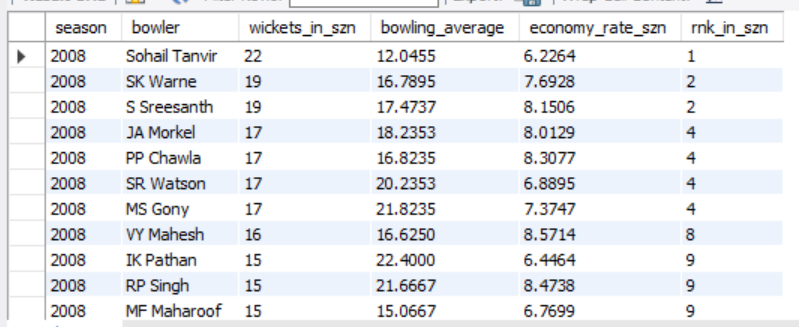 season bowler wickets_in_szn bowling_average economy_rate_szn rnk_in_szn
2008 Sohail Tanvir 22 12.0455 6.2264 1
2008 SK Warne 19 16.7895 7.6928 2
2008 S Sreesanth 19 17.4737 8.1506 2
2008 JA Morkel 17 18.2353 8.0129 4
2008 PP Chawla 17 16.8235 8.3077 4
2008 SR Watson 17 20.2353 6.8895 4
2008 MS Gony 17 21.8235 7.3747 4
2008 VY Mahesh 16 16.6250 8.5714 8
2008 IK Pathan 15 22.4000 6.4464 9
2008 RP Singh 15 21.6667 8.4738 9
2008 MF Maharoof 15 15.0667 6.7699 9